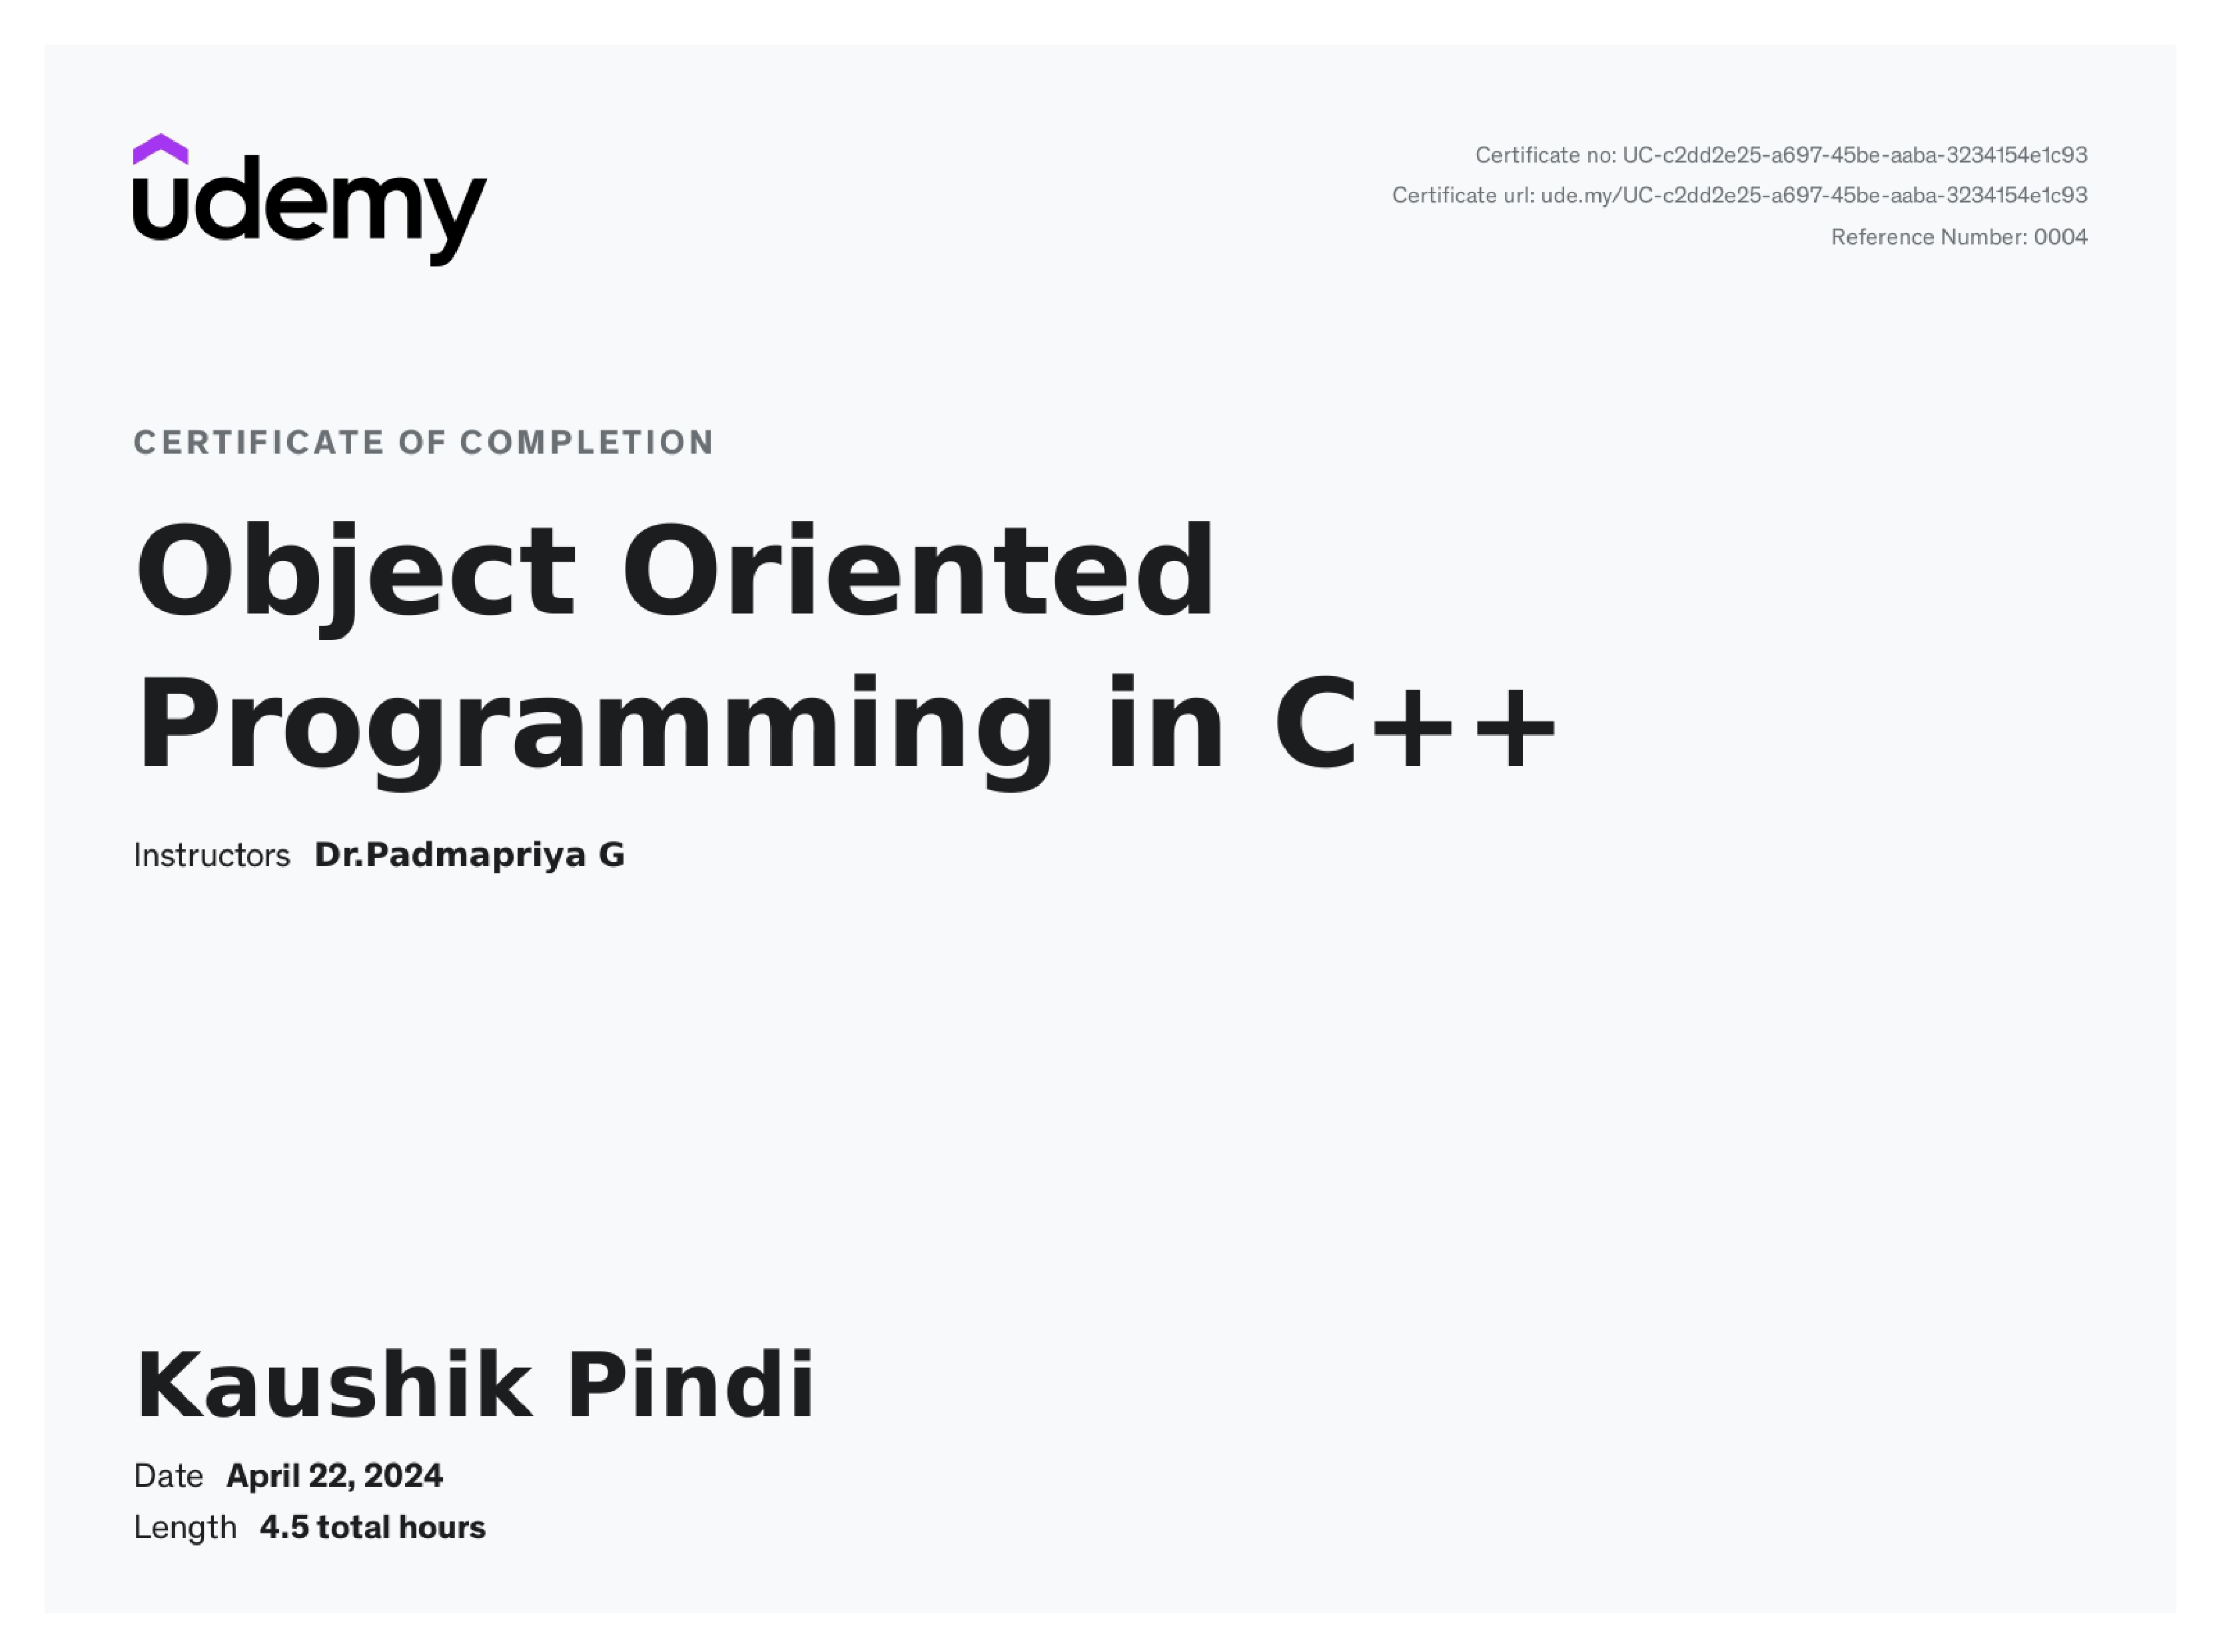 udemy
Certificate no: UC-c2dd2e25-a697-45be-aaba-3234154e1c93
Certificate url: ude.my/UC-c2dd2e25-a697-45be-aaba-3234154e1c93
Reference Number: 0004
CERTIFICATE OF COMPLETION
Object Oriented
Programming in C++
Instructors Dr.Padmapriya G
Kaushik Pindi
Date April 22, 2024
Length 4.5 total hours